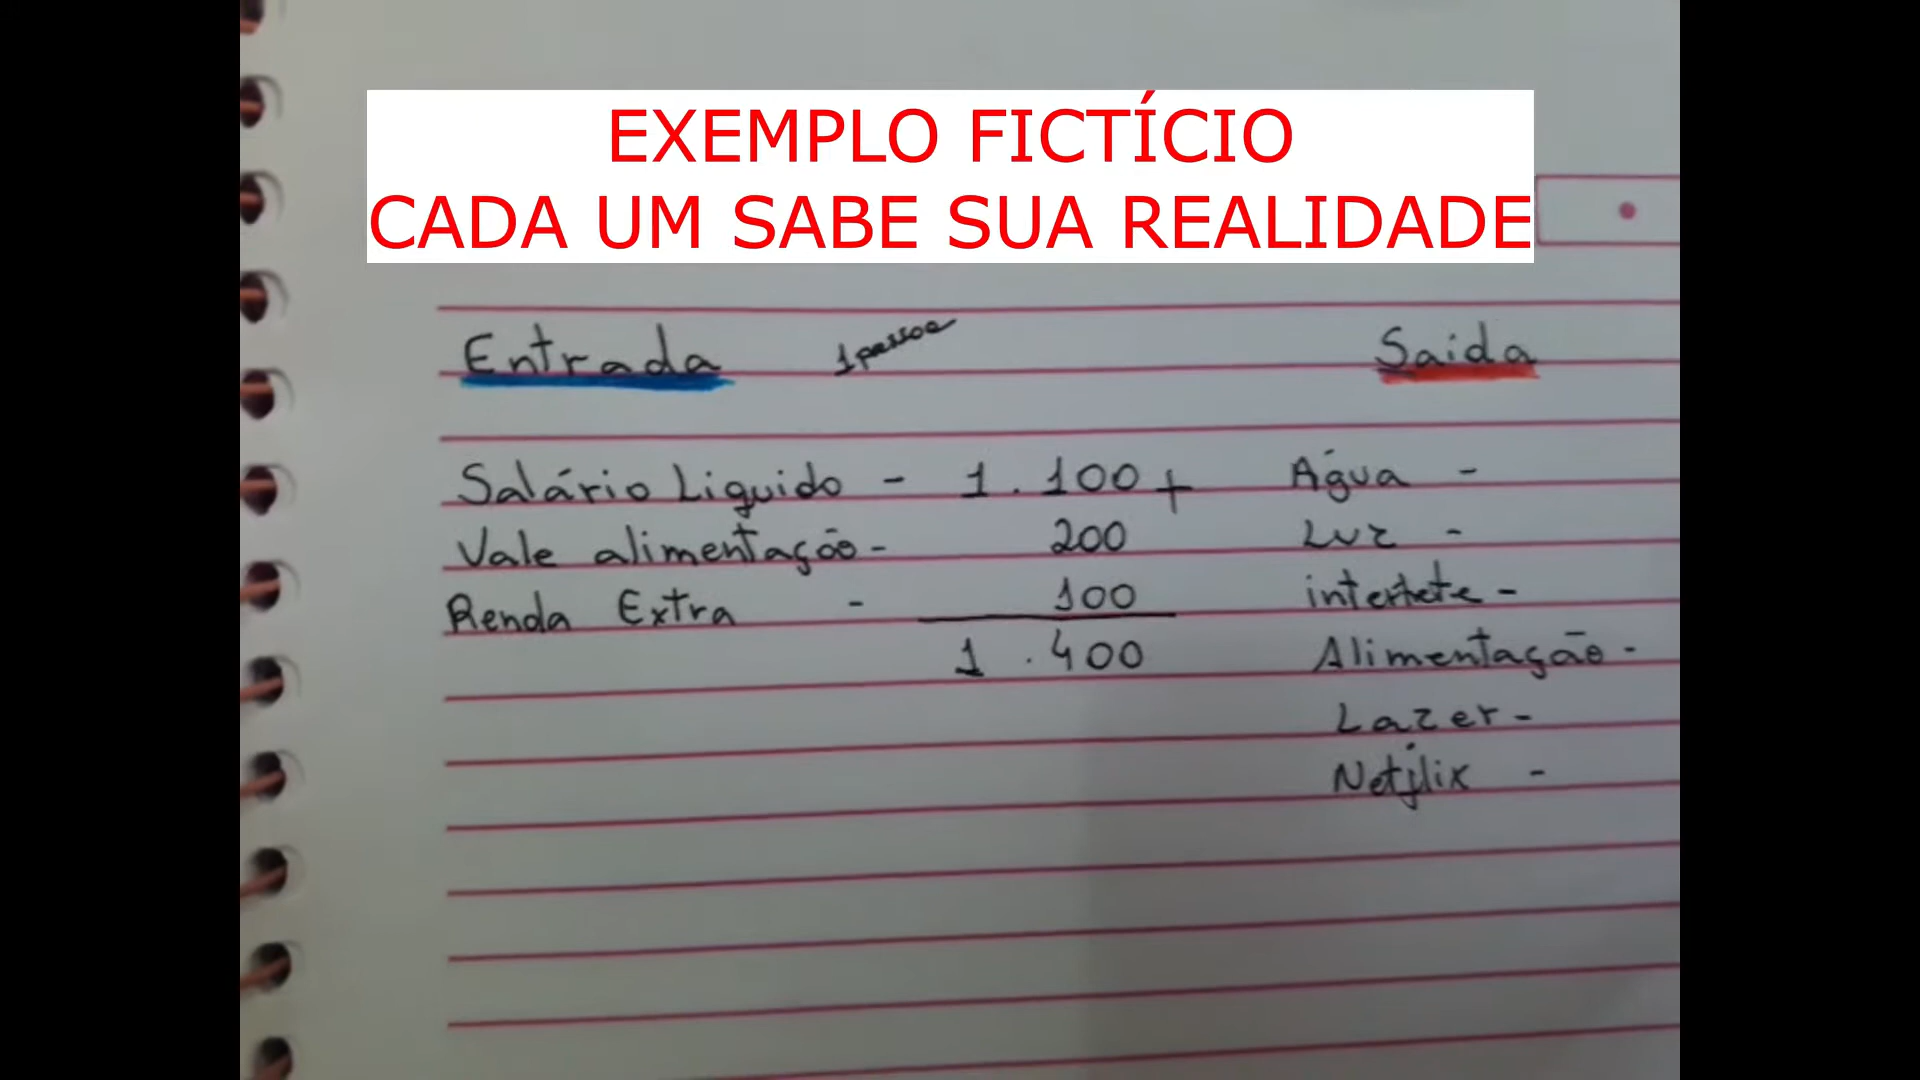 EXEMPLO FICTÍCIO
CADA UM SABE SUA REALIDADE
Entrada 1 pessoa Saida
Salário Liquido - 1.100 + Água -
Vale alimentação - 200 Luz -
Renda Extra - 100 -
1.400 Alimentação -
Lazer -
Netflix -